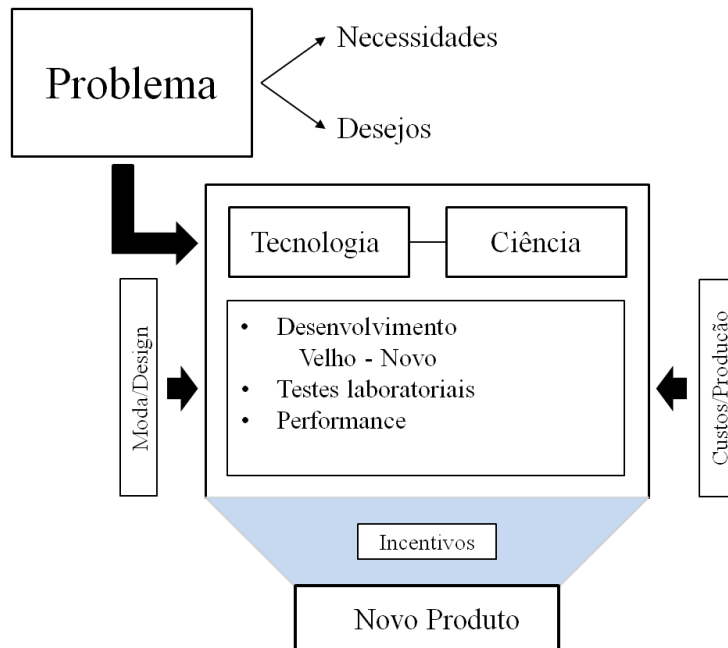 Necessidades
Problema
Desejos
Tecnologia
Ciência
Moda/Design
• Desenvolvimento
Velho - Novo
• Testes laboratoriais
• Performance
Custos/Produção
Incentivos
Novo Produto